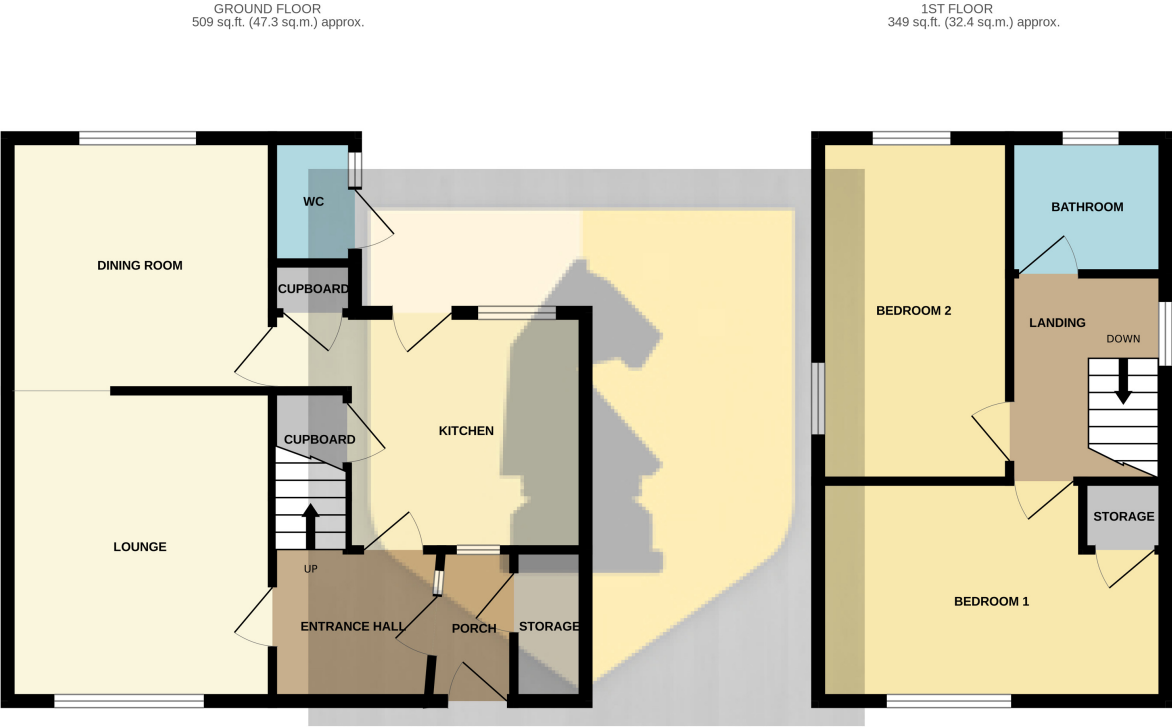 GROUND FLOOR
509 sq.ft. (47.3 sq.m.) approx.
1ST FLOOR
349 sq.ft. (32.4 sq.m.) approx.
WC
DINING ROOM
CUPBOARD
KITCHEN
CUPBOARD
LOUNGE
UP
ENTRANCE HALL
PORCH
STORAGE
BATHROOM
BEDROOM 2
LANDING
DOWN
STORAGE
BEDROOM 1